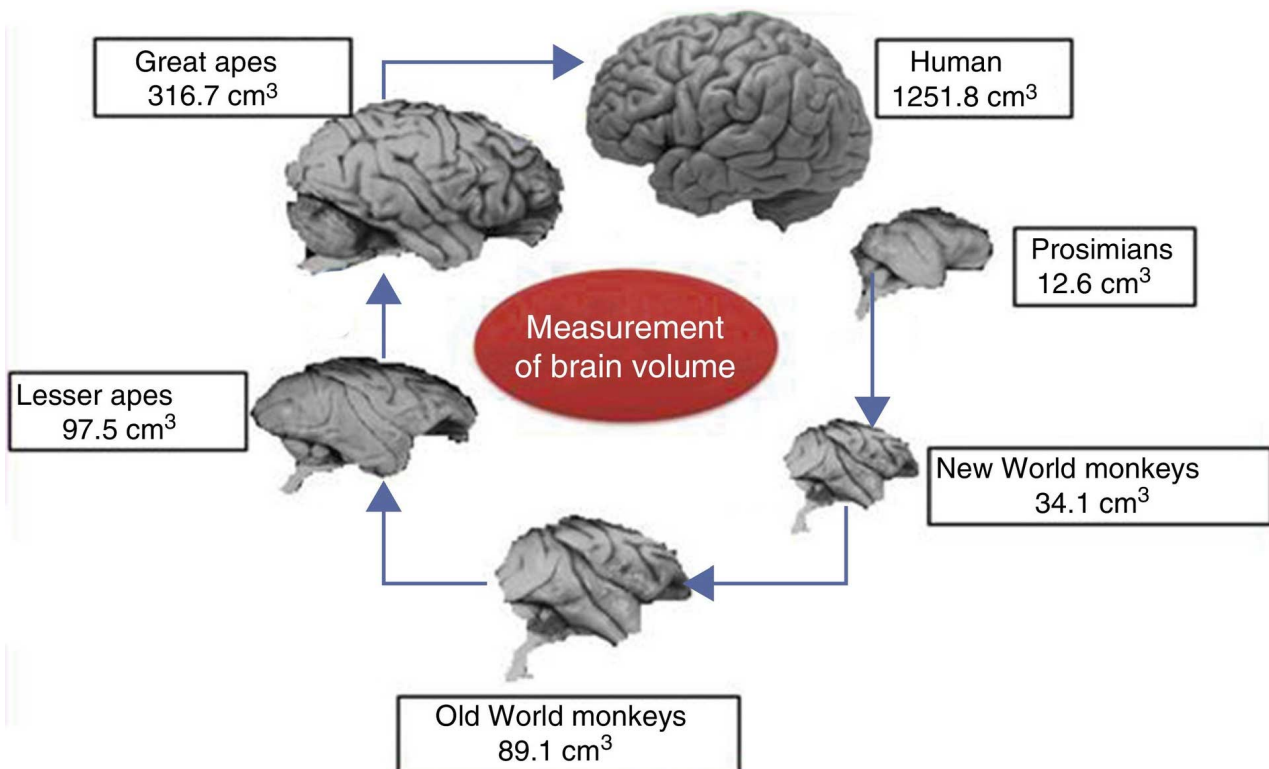 Great apes
316.7 cm³
Human
1251.8 cm³
Prosimians
12.6 cm³
Measurement
of brain volume
Lesser apes
97.5 cm³
New World monkeys
34.1 cm³
Old World monkeys
89.1 cm³